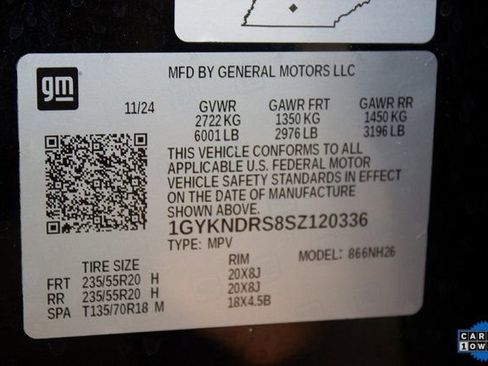 gm
MFD BY GENERAL MOTORS LLC
11/24 GVWR GAWR FRT GAWR RR
2722 KG 1350 KG 1450 KG
6001 LB 2976 LB 3196 LB
THIS VEHICLE CONFORMS TO ALL
APPLICABLE U.S. FEDERAL MOTOR
VEHICLE SAFETY STANDARDS IN EFFECT
ON THE DATE OF MANUFACTURE
SHOWN ABOVE.
1GYKNDRS8SZ120336
TYPE: MPV MODEL: 866NH26
TIRE SIZE RIM
FRT 235/55R20 H 20X8J
RR 235/55R20 H 20X8J
SPA T135/70R18 M 18X4.5B
CAR
1 OW